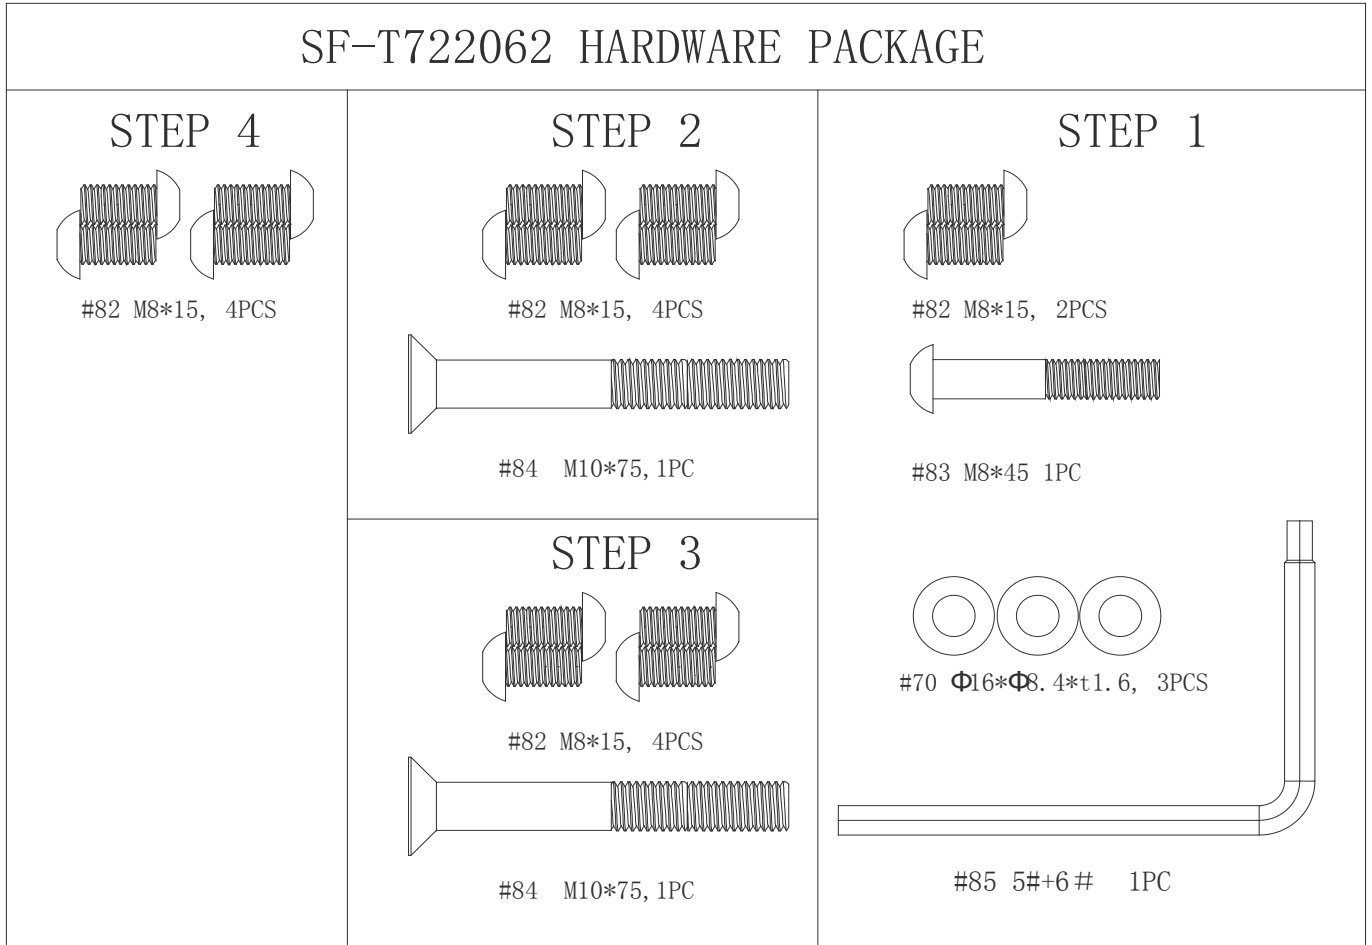 SF-T722062 HARDWARE PACKAGE
STEP 4
#82 M8*15, 4PCS
STEP 2
#82 M8*15, 4PCS
#84 M10*75,1PC
STEP 3
#82 M8*15, 4PCS
#84 M10*75,1PC
STEP 1
#82 M8*15, 2PCS
#83 M8*45 1PC
#70 Φ16*Φ8.4*t1.6, 3PCS
#85 5#+6# 1PC